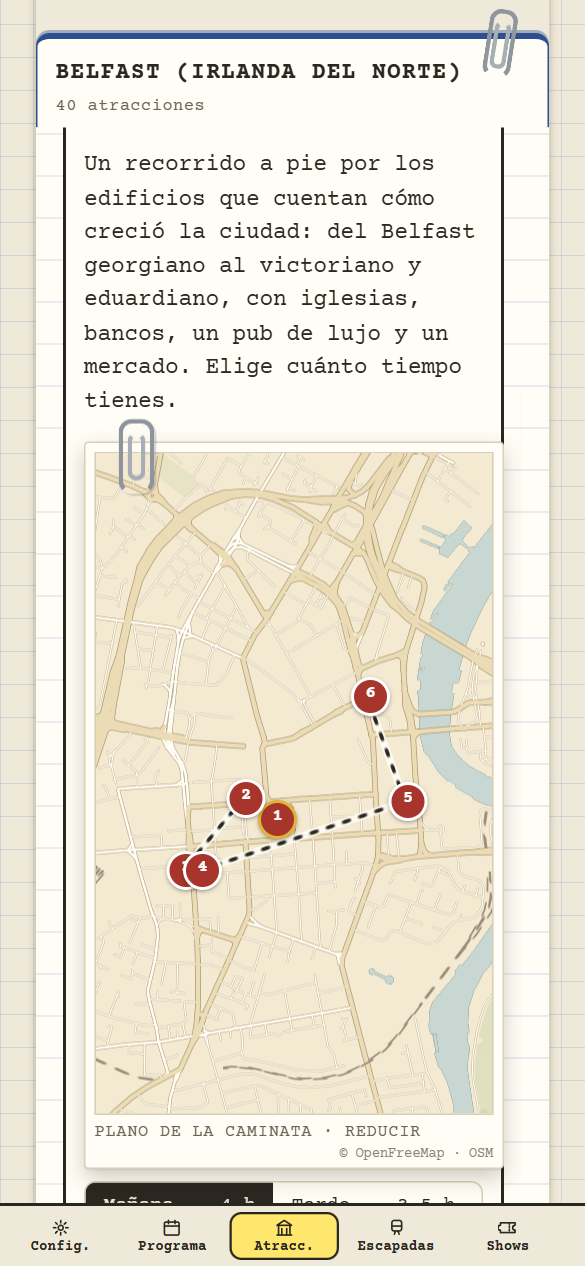 BELFAST (IRLANDA DEL NORTE)
40 atracciones
Un recorrido a pie por los
edificios que cuentan cómo
creció la ciudad: del Belfast
georgiano al victoriano y
eduardiano, con iglesias,
bancos, un pub de lujo y un
mercado. Elige cuánto tiempo
tienes.
6
2
5
1
4
PLANO DE LA CAMINATA · REDUCIR
© OpenFreeMap · OSM
Config.
Programa
Atracc.
Escapadas
Shows